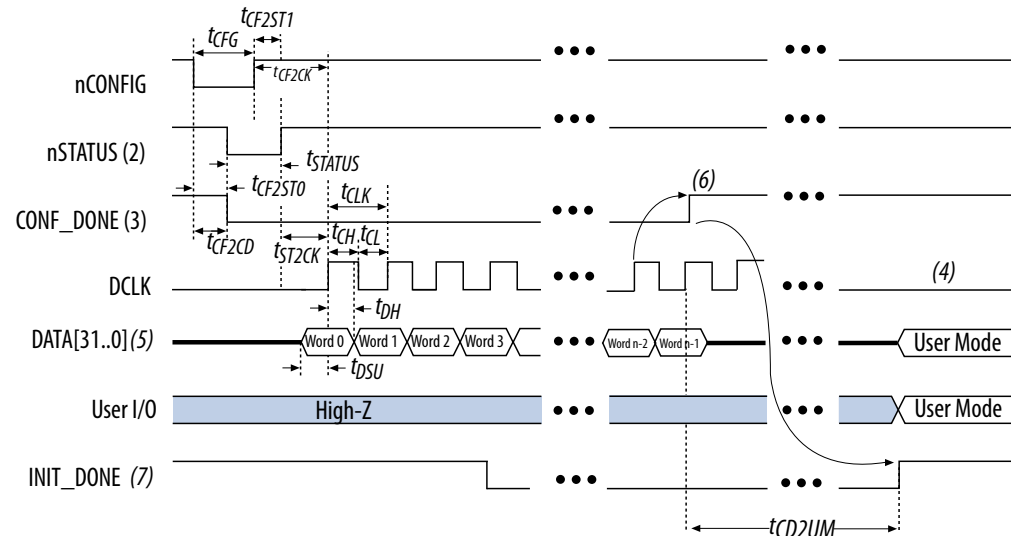 tCF2ST1
tCFG
tCF2CK
nCONFIG
nSTATUS (2)
tSTATUS
tCF2ST0
tCLK
(6)
CONF_DONE (3)
tCF2CD
tST2CK
tCH
tCL
DCLK
(4)
tDH
DATA[31..0](5)
Word 0
Word 1
Word 2
Word 3
Word n-2
Word n-1
User Mode
tDSU
User I/O
High-Z
User Mode
INIT_DONE (7)
tCD2UM